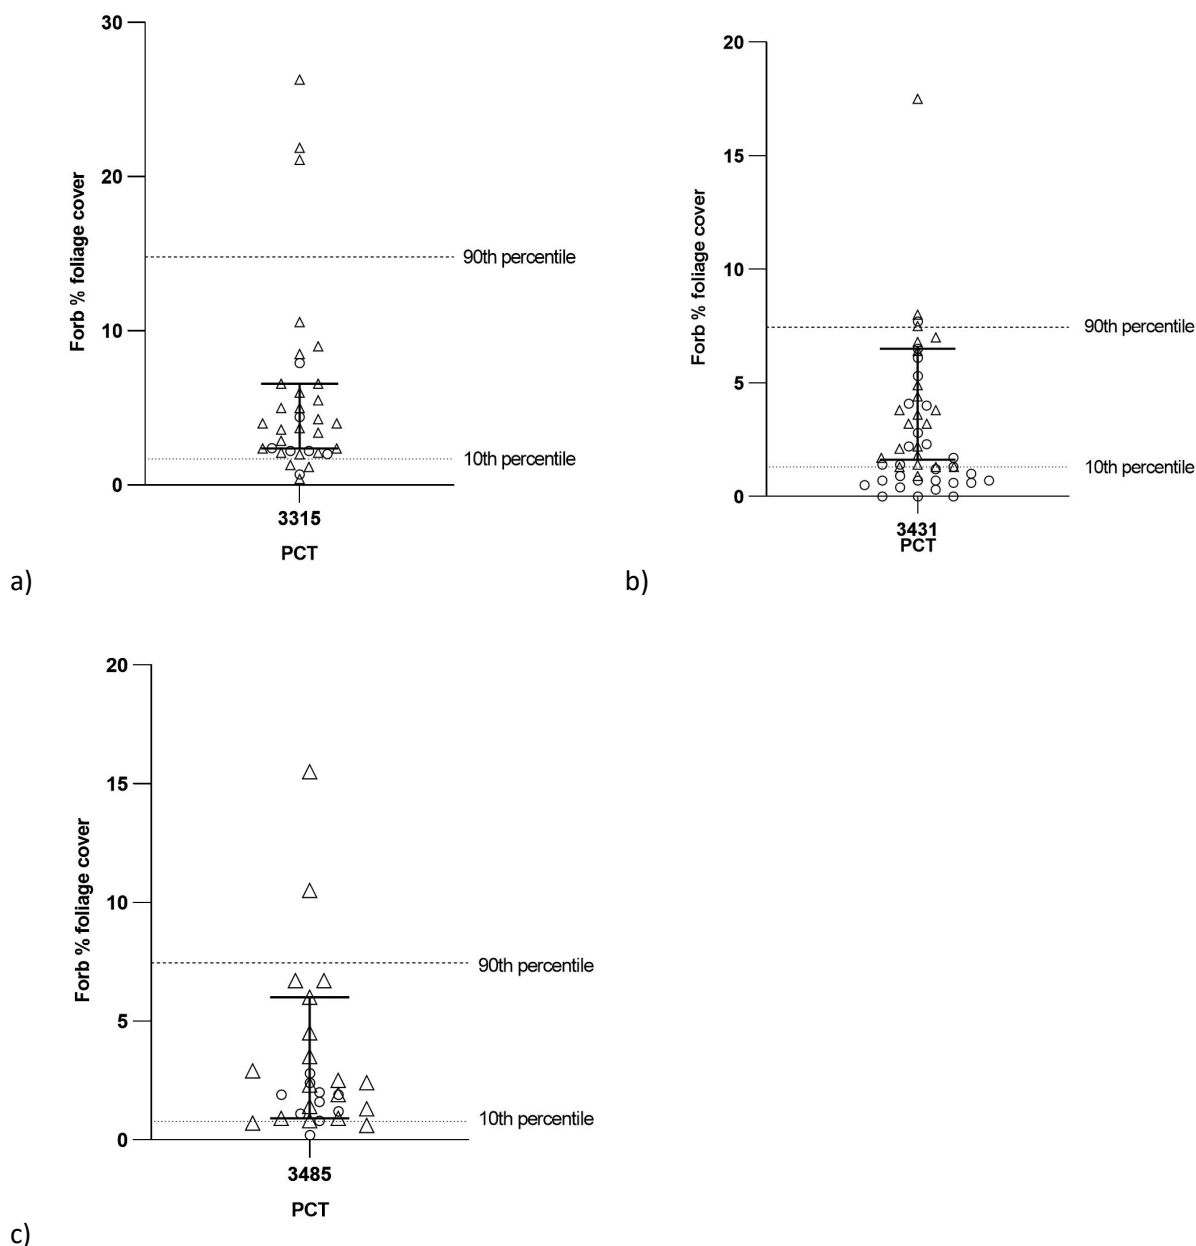 30
20
10
0
Forb % foliage cover
90th percentile
10th percentile
3315
PCT
a)
20
15
10
5
0
Forb % foliage cover
90th percentile
10th percentile
3431
PCT
b)
20
15
10
5
0
Forb % foliage cover
90th percentile
10th percentile
3485
PCT
c)